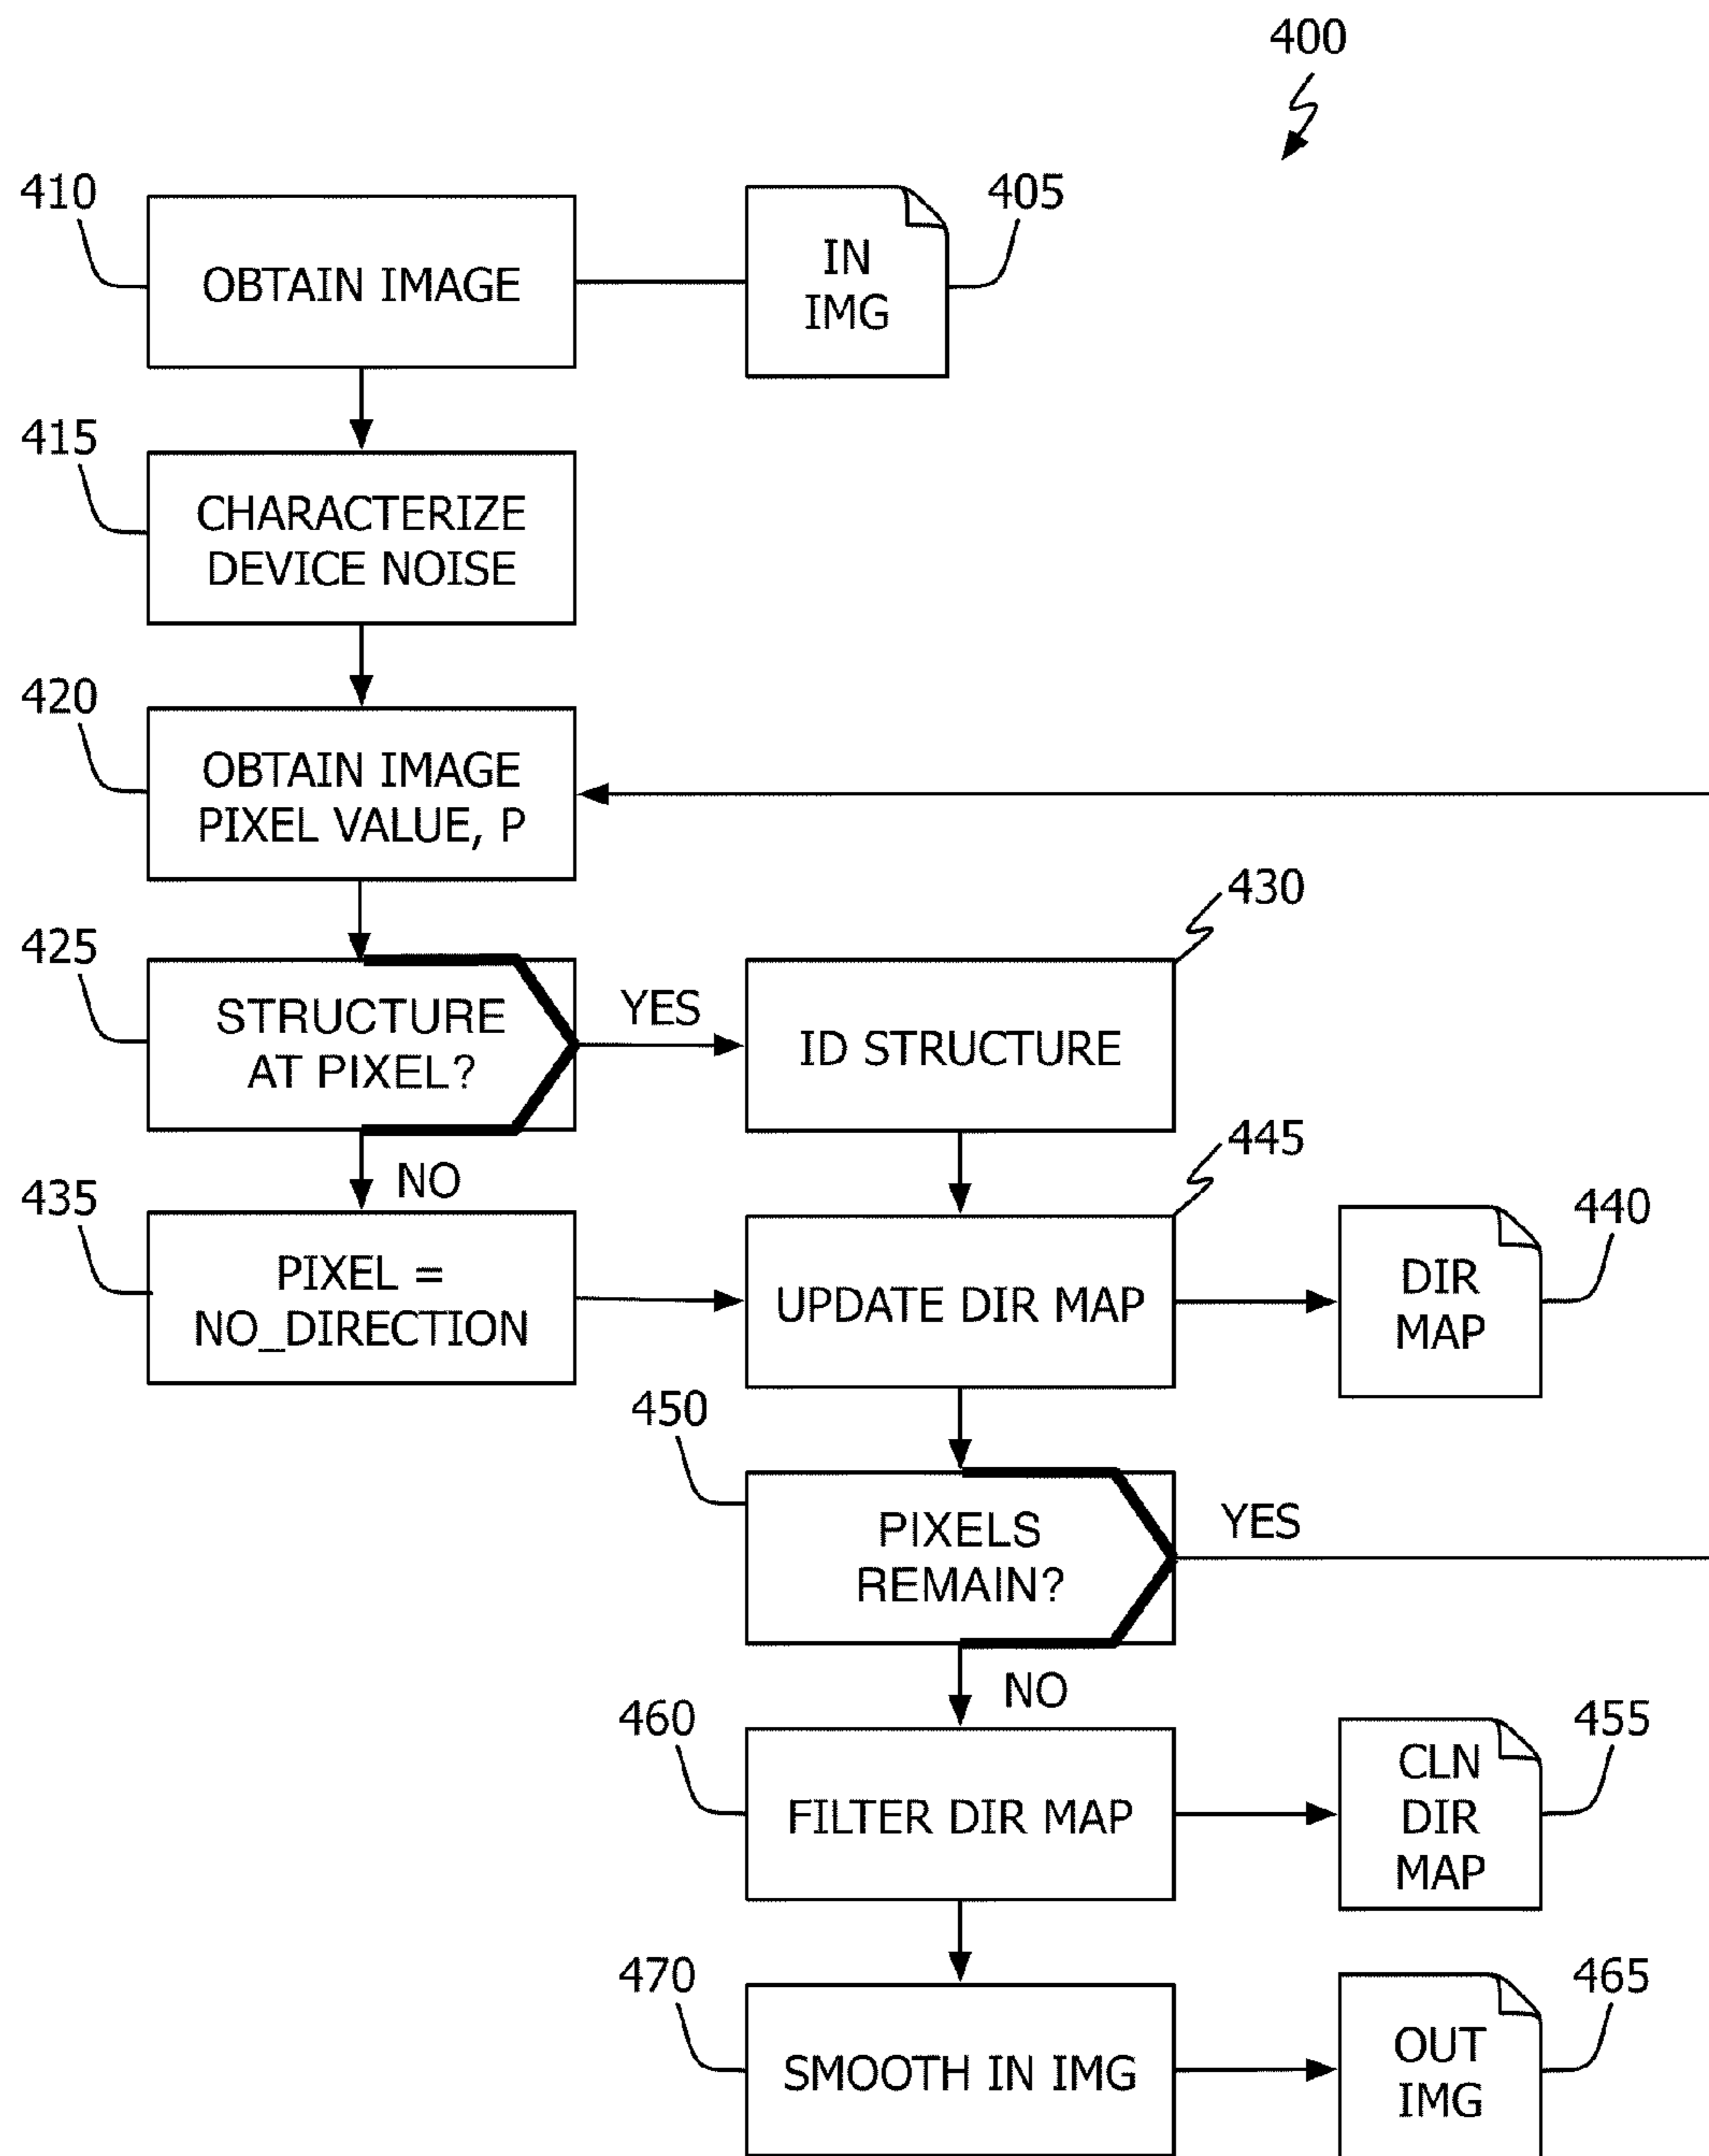 400
410
OBTAIN IMAGE
IN
IMG
405
415
CHARACTERIZE
DEVICE NOISE
420
OBTAIN IMAGE
PIXEL VALUE, P
425
STRUCTURE
AT PIXEL?
YES
430
ID STRUCTURE
NO
435
PIXEL =
NO_DIRECTION
445
UPDATE DIR MAP
440
DIR
MAP
450
PIXELS
REMAIN?
YES
NO
460
FILTER DIR MAP
455
CLN
DIR
MAP
470
SMOOTH IN IMG
465
OUT
IMG